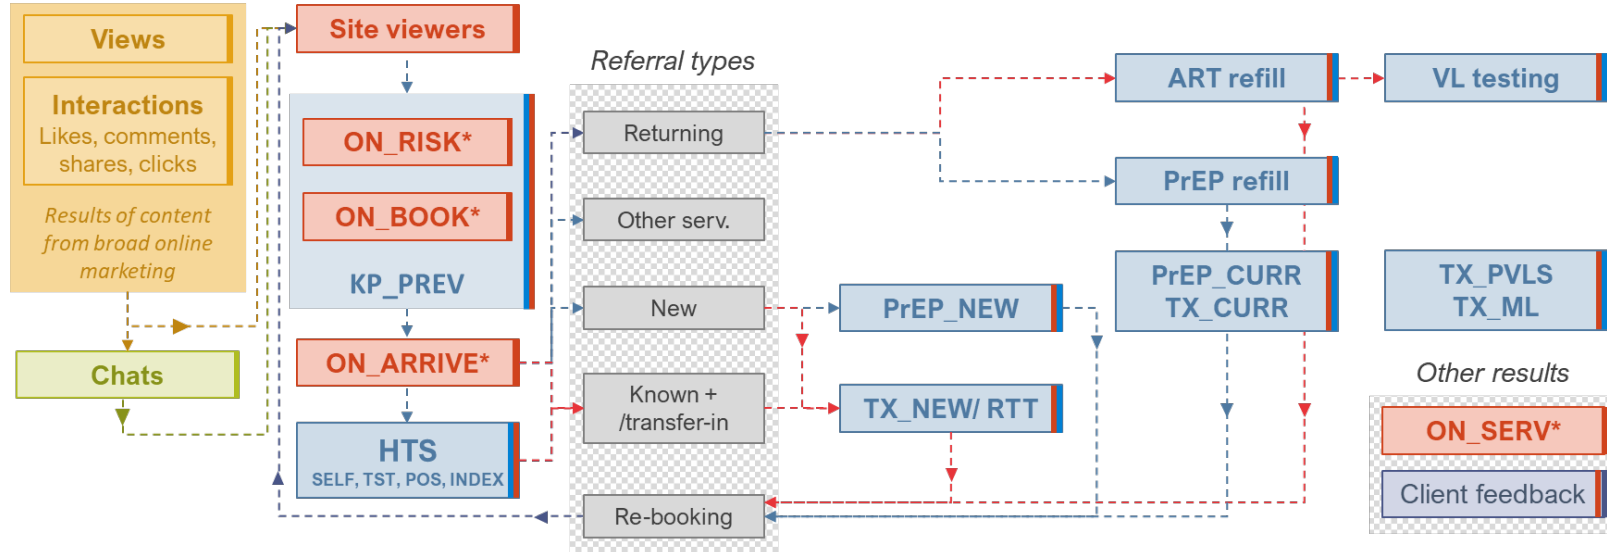 Views
Interactions
Likes, comments,
shares, clicks
Results of content
from broad online
marketing
Chats
Site viewers
ON_RISK*
ON_BOOK*
KP_PREV
ON_ARRIVE*
HTS
SELF, TST, POS, INDEX
Referral types
Returning
Other serv.
New
Known +
/transfer-in
Re-booking
PrEP_NEW
TX_NEW/ RTT
ART refill
PrEP refill
PrEP_CURR
TX_CURR
VL testing
TX_PVLS
TX_ML
Other results
ON_SERV*
Client feedback